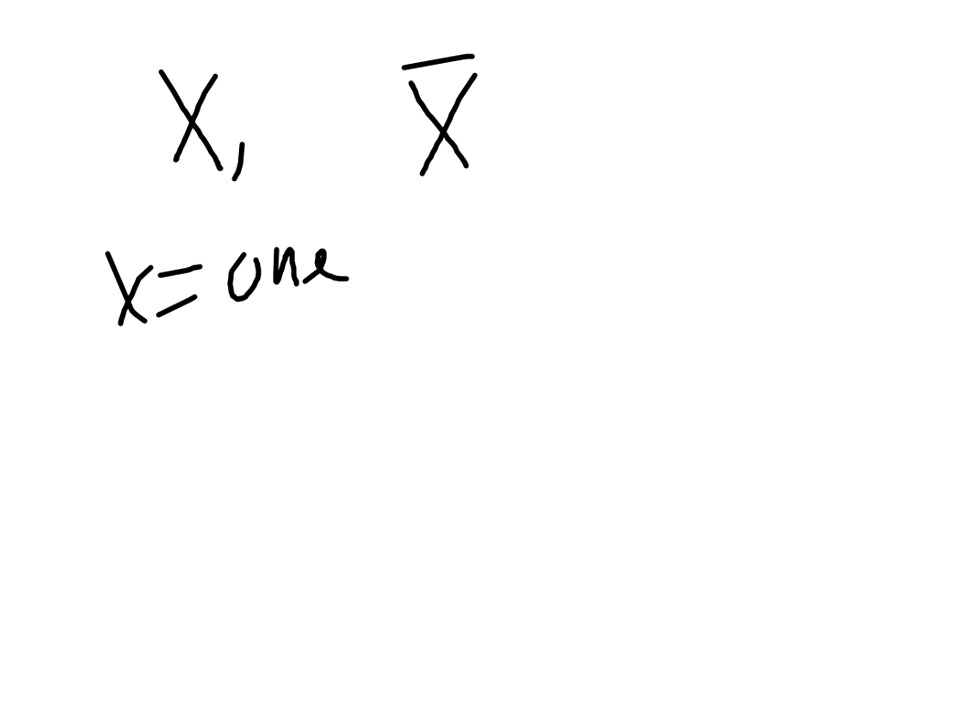 X, X̅
X = one